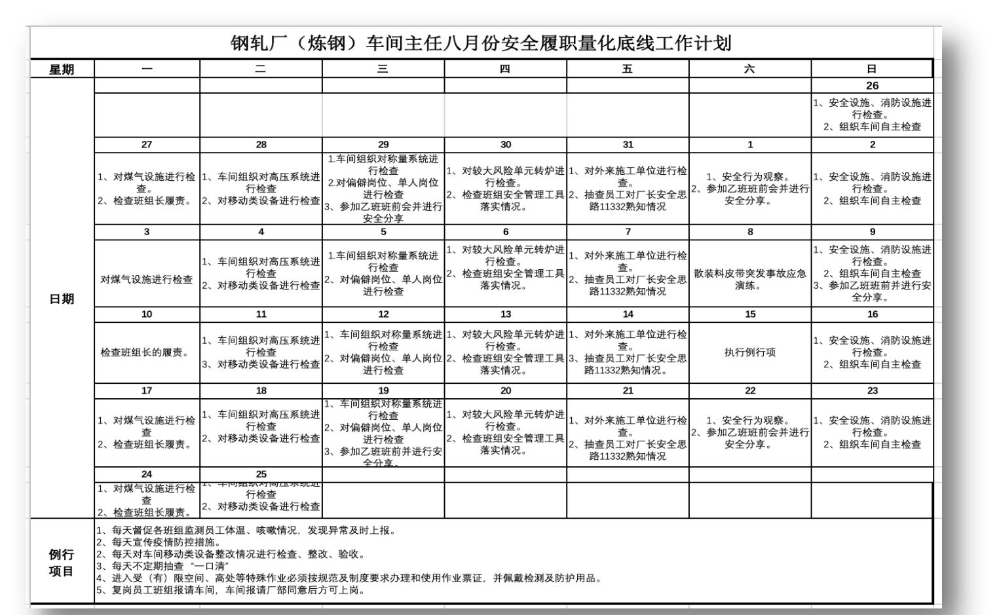 钢轧厂（炼钢）车间主任八月份安全履职量化底线工作计划
星期 一 二 三 四 五 六 日
日期
26
1、安全设施、消防设施进
行检查。
2、组织车间自主检查
27 28 29 30 31 1 2
1、对煤气设施进行检
查。
2、检查班组长履责。
1、车间组织对高压系统进
行检查
2、对移动类设备进行检查
1.车间组织对称量系统进
行检查
2.对偏僻岗位、单人岗位
进行检查
3、参加乙班班前会并进行
安全分享
1、对较大风险单元转炉进
行检查。
2、检查班组安全管理工具
落实情况。
1、对外来施工单位进行检
查。
2、抽查员工对厂长安全思
路11332熟知情况
1、安全行为观察。
2、参加乙班班前会并进行
安全分享。
1、安全设施、消防设施进
行检查。
2、组织车间自主检查
3 4 5 6 7 8 9
对煤气设施进行检查
1、车间组织对高压系统进
行检查
2、对移动类设备进行检查
1.车间组织对称量系统进
行检查
2、对偏僻岗位、单人岗位
进行检查
1、对较大风险单元转炉进
行检查。
2、检查班组安全管理工具
落实情况。
1、对外来施工单位进行检
查。
2、抽查员工对厂长安全思
路11332熟知情况
散装料皮带突发事故应急
演练。
1、安全设施、消防设施进
行检查。
2、组织车间自主检查
3、参加乙班班前并进行安
全分享。
10 11 12 13 14 15 16
检查班组长的履责。
1、车间组织对高压系统进
行检查
3、对移动类设备进行检查
1、车间组织对称量系统进
行检查
2、对偏僻岗位、单人岗位
进行检查
1、对较大风险单元转炉进
行检查。
2、检查班组安全管理工具
落实情况。
1、对外来施工单位进行检
查。
3、抽查员工对厂长安全思
路11332熟知情况。
执行例行项
1、安全设施、消防设施进
行检查。
2、组织车间自主检查
17 18 19 20 21 22 23
1、对煤气设施进行检
查
2、检查班组长履责。
1、车间组织对高压系统进
行检查
2、对移动类设备进行检查
1、车间组织对称量系统进
行检查
2、对偏僻岗位、单人岗位
进行检查
3、参加乙班班前并进行安
全分享。
1、对较大风险单元转炉进
行检查。
2、检查班组安全管理工具
落实情况。
1、对外来施工单位进行检
查。
2、抽查员工对厂长安全思
路11332熟知情况
1、安全行为观察。
2、参加乙班班前会并进行
安全分享。
1、安全设施、消防设施进
行检查。
2、组织车间自主检查
24 25
1、对煤气设施进行检
查
2、检查班组长履责。
1、车间组织对高压系统进
行检查
2、对移动类设备进行检查
例行
项目
1、每天督促各班组监测员工体温、咳嗽情况，发现异常及时上报。
2、每天宣传疫情防控措施。
2、每天对车间移动类设备整改情况进行检查、整改、验收。
3、每天不定期抽查 “一口清”
4、进入受（有）限空间、高处等特殊作业必须按规范及制度要求办理和使用作业票证，并佩戴检测及防护用品。
5、复岗员工班组报请车间，车间报请厂部同意后方可上岗。